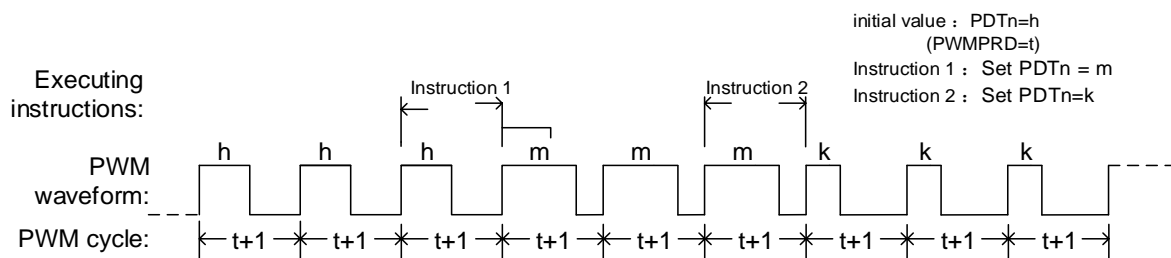 initial value： PDTn=h
(PWMPRD=t)
Instruction 1： Set PDTn = m
Instruction 2： Set PDTn=k
Executing
instructions:
Instruction 1
Instruction 2
PWM
waveform:
h h h m m m k k k
PWM cycle:
t+1 t+1 t+1 t+1 t+1 t+1 t+1 t+1 t+1